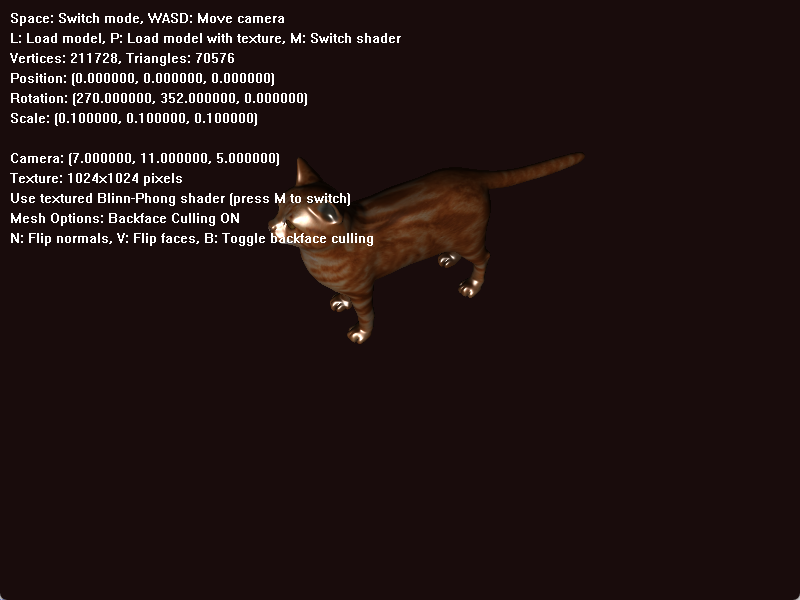 Space: Switch mode, WASD: Move camera
L: Load model, P: Load model with texture, M: Switch shader
Vertices: 211728, Triangles: 70576
Position: (0.000000, 0.000000, 0.000000)
Rotation: (270.000000, 352.000000, 0.000000)
Scale: (0.100000, 0.100000, 0.100000)
Camera: (7.000000, 11.000000, 5.000000)
Texture: 1024x1024 pixels
Use textured Blinn-Phong shader (press M to switch)
Mesh Options: Backface Culling ON
N: Flip normals, V: Flip faces, B: Toggle backface culling